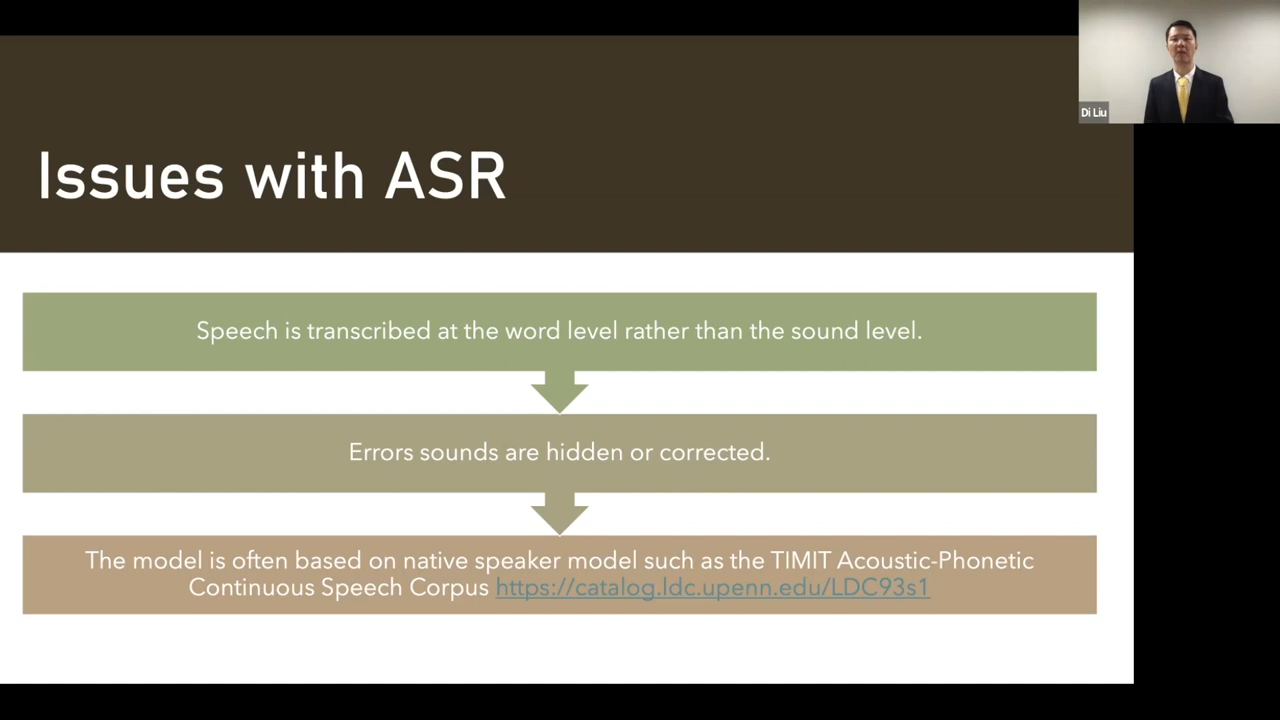 Di Liu
Issues with ASR
Speech is transcribed at the word level rather than the sound level.
Errors sounds are hidden or corrected.
The model is often based on native speaker model such as the TIMIT Acoustic-Phonetic
Continuous Speech Corpus https://catalog.ldc.upenn.edu/LDC93s1